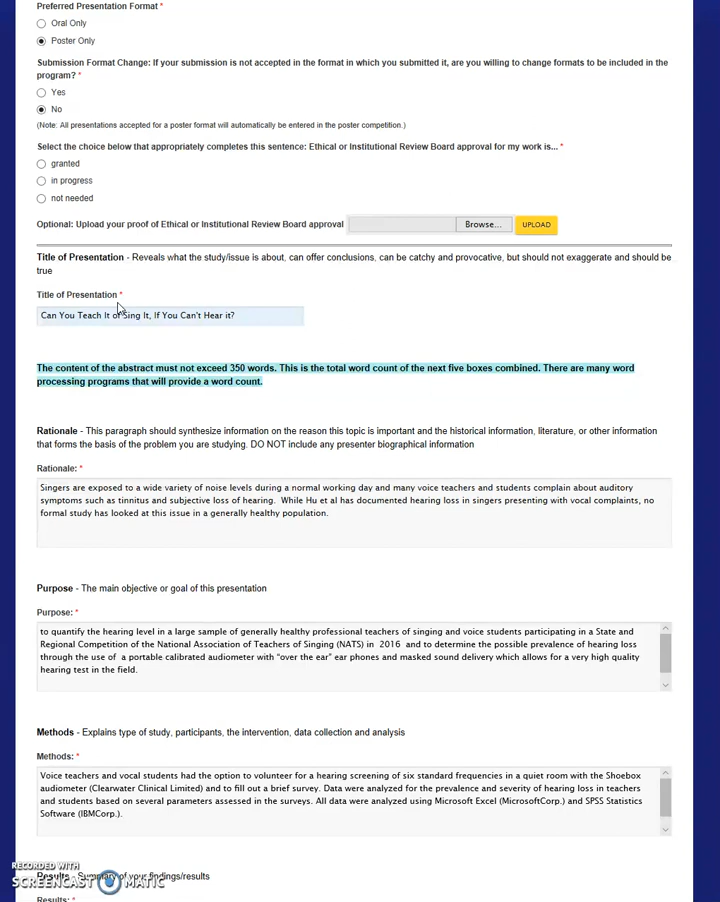 Preferred Presentation Format *
Oral Only
Poster Only
Submission Format Change: If your submission is not accepted in the format in which you submitted it, are you willing to change formats to be included in the
program? *
Yes
No
(Note: All presentations accepted for a poster format will automatically be entered in the poster competition.)
Select the choice below that appropriately completes this sentence: Ethical or Institutional Review Board approval for my work is... *
granted
in progress
not needed
Optional: Upload your proof of Ethical or Institutional Review Board approval Browse... UPLOAD
Title of Presentation - Reveals what the study/issue is about, can offer conclusions, can be catchy and provocative, but should not exaggerate and should be
true
Title of Presentation *
Can You Teach It or Sing It, If You Can't Hear it?
The content of the abstract must not exceed 350 words. This is the total word count of the next five boxes combined. There are many word
processing programs that will provide a word count.
Rationale - This paragraph should synthesize information on the reason this topic is important and the historical information, literature, or other information
that forms the basis of the problem you are studying. DO NOT include any presenter biographical information
Rationale: *
Singers are exposed to a wide variety of noise levels during a normal working day and many voice teachers and students complain about auditory
symptoms such as tinnitus and subjective loss of hearing. While Hu et al has documented hearing loss in singers presenting with vocal complaints, no
formal study has looked at this issue in a generally healthy population.
Purpose - The main objective or goal of this presentation
Purpose: *
to quantify the hearing level in a large sample of generally healthy professional teachers of singing and voice students participating in a State and
Regional Competition of the National Association of Teachers of Singing (NATS) in 2016 and to determine the possible prevalence of hearing loss
through the use of a portable calibrated audiometer with "over the ear" ear phones and masked sound delivery which allows for a very high quality
hearing test in the field.
Methods - Explains type of study, participants, the intervention, data collection and analysis
Methods: *
Voice teachers and vocal students had the option to volunteer for a hearing screening of six standard frequencies in a quiet room with the Shoebox
audiometer (Clearwater Clinical Limited) and to fill out a brief survey. Data were analyzed for the prevalence and severity of hearing loss in teachers
and students based on several parameters assessed in the surveys. All data were analyzed using Microsoft Excel (MicrosoftCorp.) and SPSS Statistics
Software (IBMCorp.).
RECORDED WITH
SCREENCAST MATIC
Results - Summary of your findings/results
Results: *